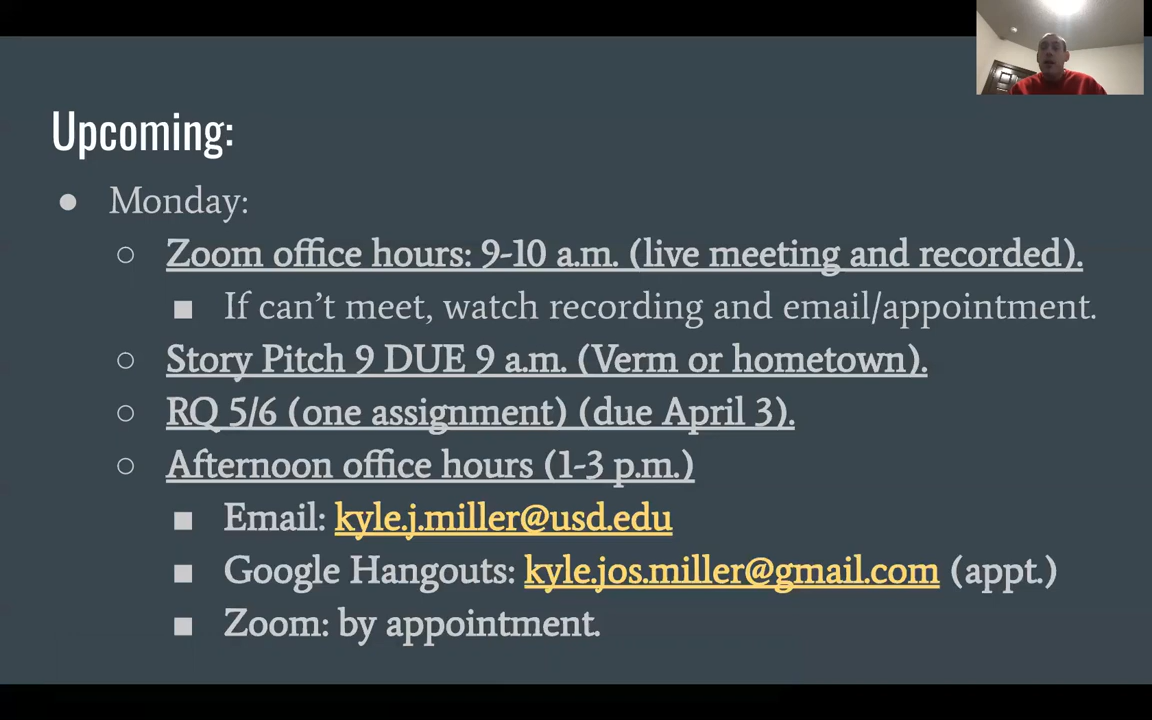 Upcoming:
● Monday:
○ Zoom office hours: 9-10 a.m. (live meeting and recorded).
■ If can’t meet, watch recording and email/appointment.
○ Story Pitch 9 DUE 9 a.m. (Verm or hometown).
○ RQ 5/6 (one assignment) (due April 3).
○ Afternoon office hours (1-3 p.m.)
■ Email: kyle.j.miller@usd.edu
■ Google Hangouts: kyle.jos.miller@gmail.com (appt.)
■ Zoom: by appointment.